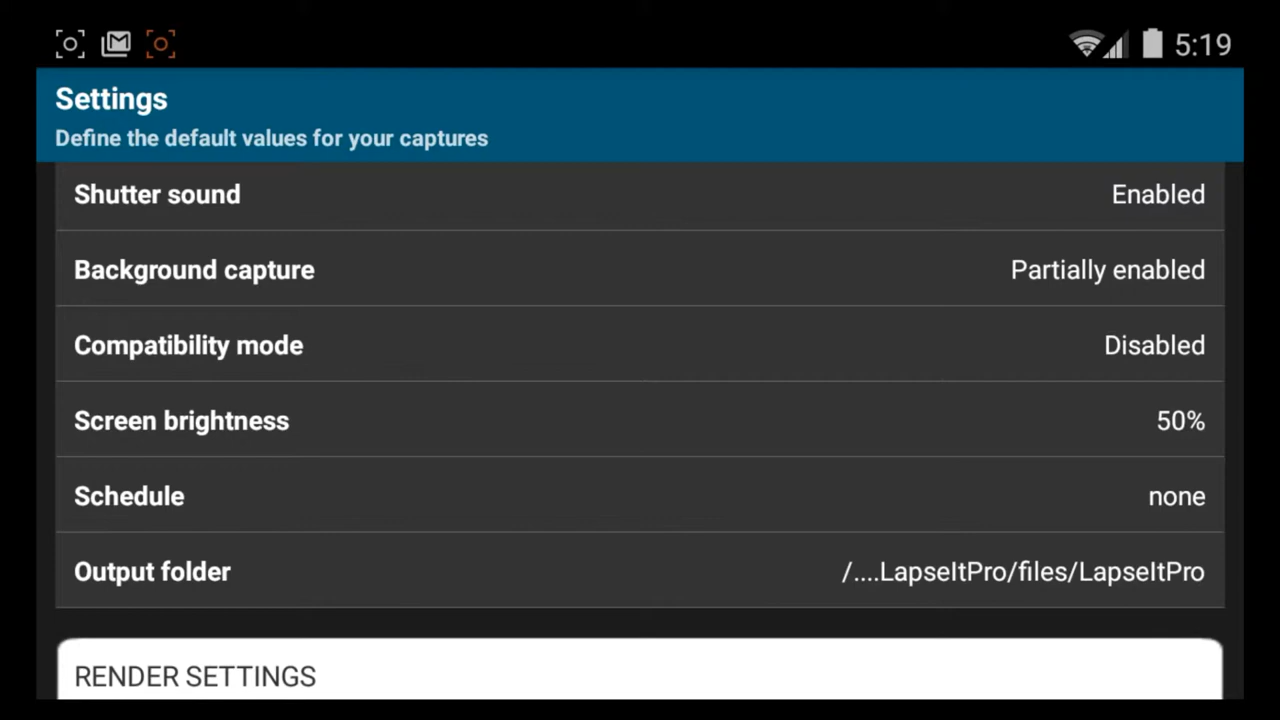 5:19
Settings
Define the default values for your captures
Shutter sound Enabled
Background capture Partially enabled
Compatibility mode Disabled
Screen brightness 50%
Schedule none
Output folder /....LapseItPro/files/LapseItPro
RENDER SETTINGS